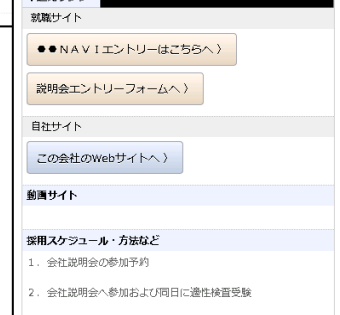 就職サイト
●●NAVIエントリーはこちらへ 〉
説明会エントリーフォームへ 〉
自社サイト
この会社のWebサイトへ 〉
動画サイト
採用スケジュール・方法など
1. 会社説明会の参加予約
2. 会社説明会へ参加および同日に適性検査受験